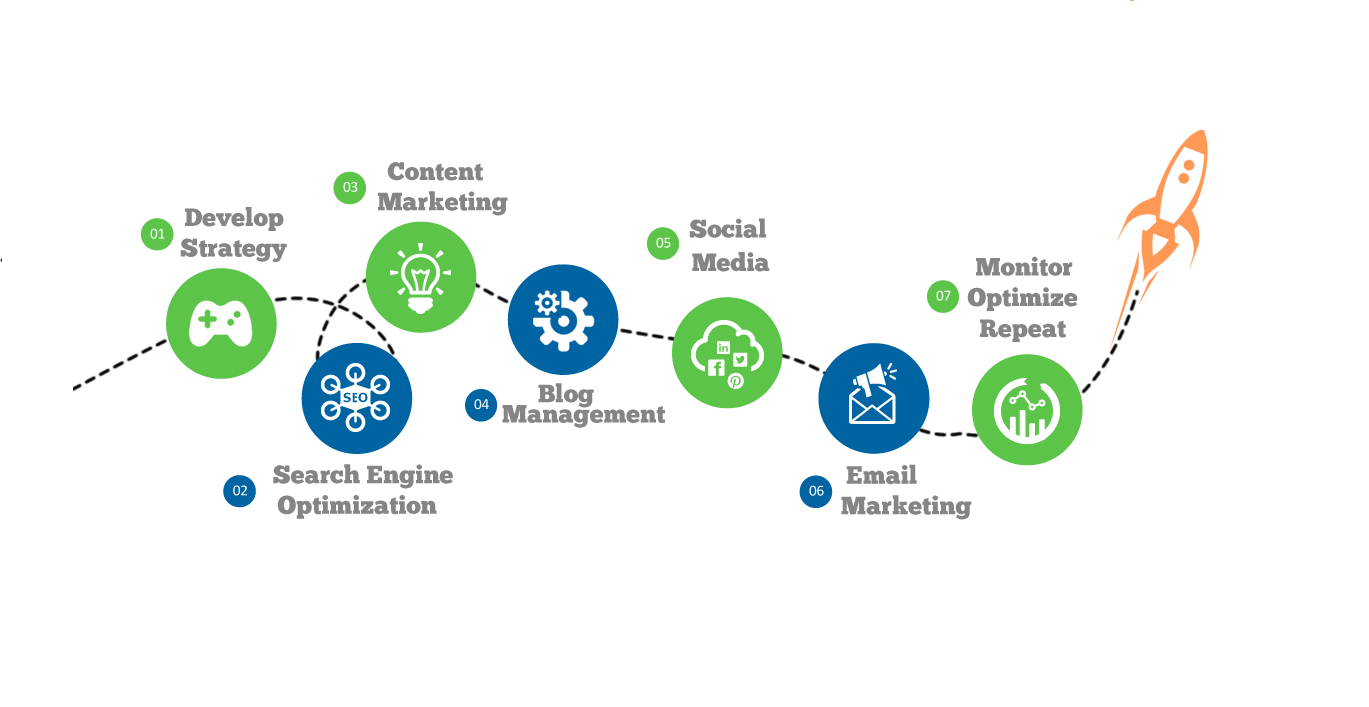 01
Develop
Strategy
02
Search Engine
Optimization
SEO
03
Content
Marketing
04
Blog
Management
05
Social
Media
in
f
06
Email
Marketing
07
Monitor
Optimize
Repeat